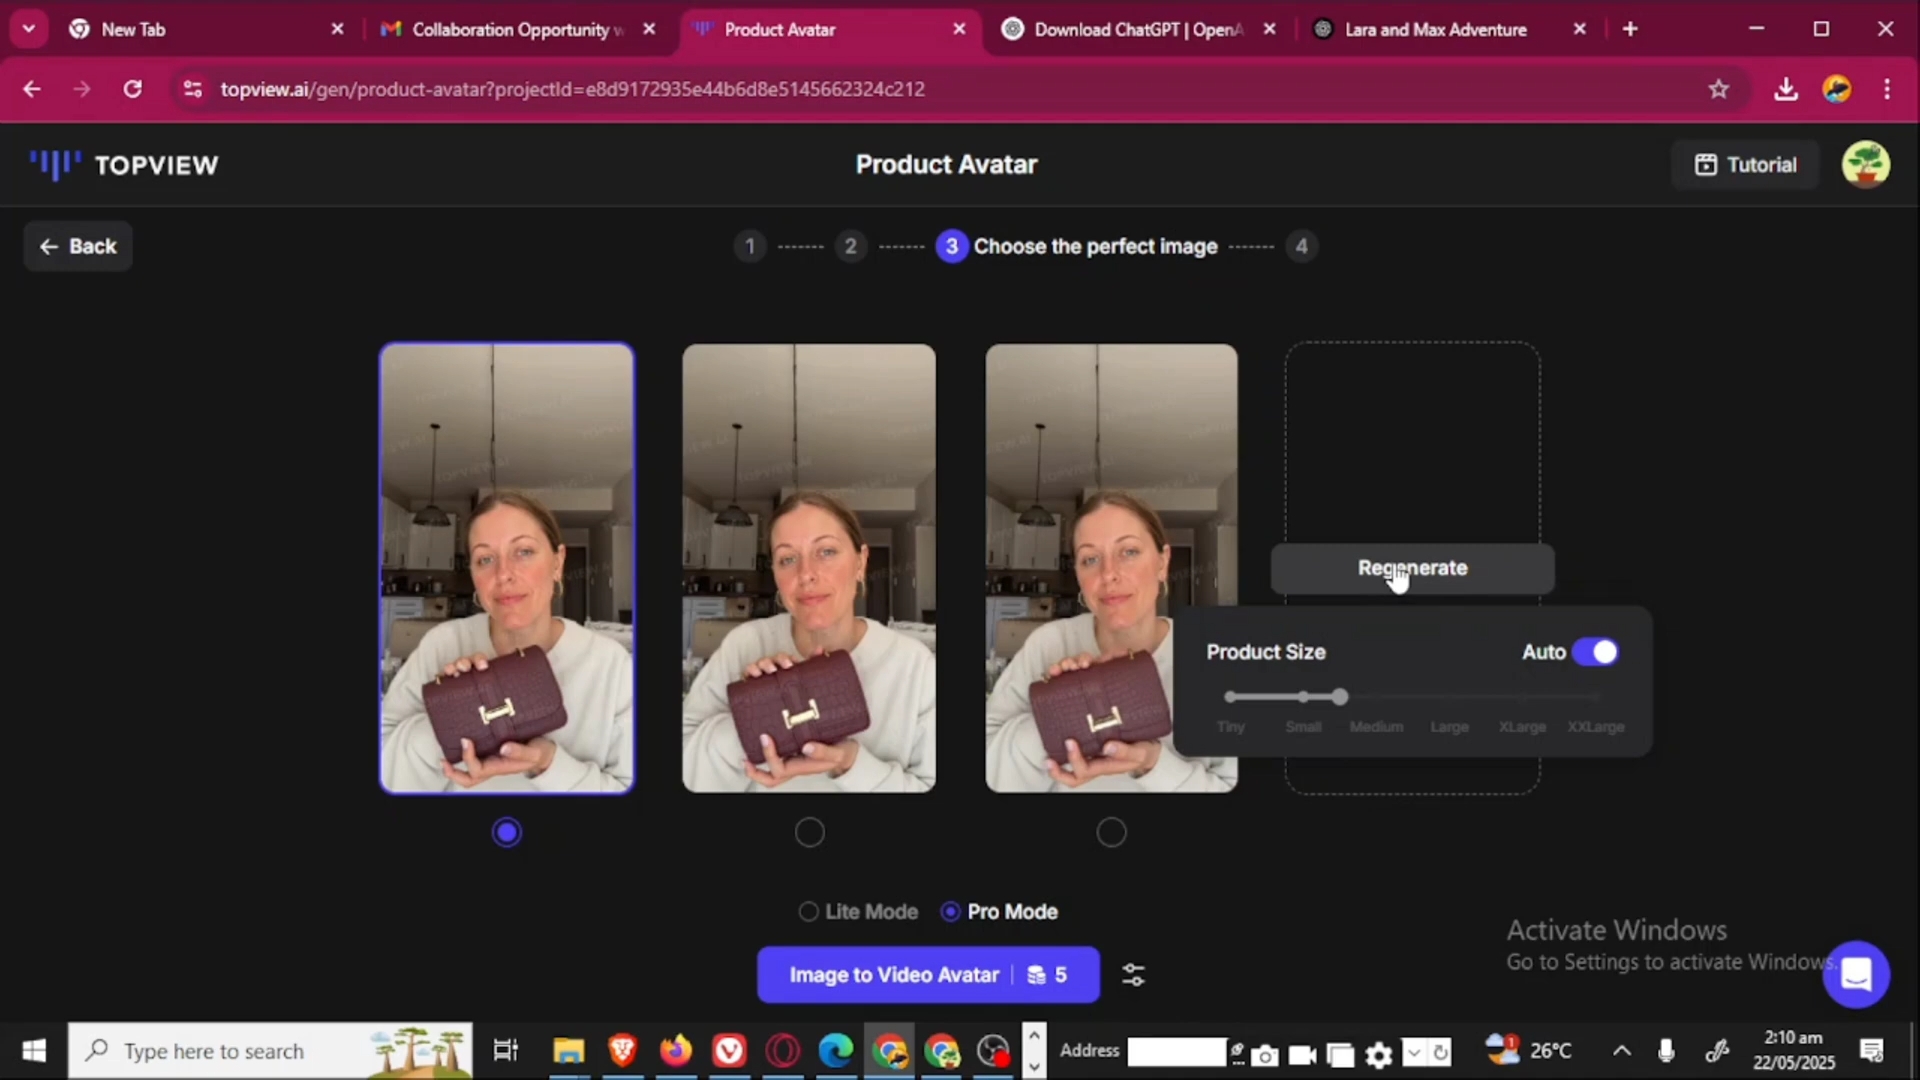 New Tab
Collaboration Opportunity w
Product Avatar
Download ChatGPT | OpenA
Lara and Max Adventure
topview.ai/gen/product-avatar?projectId=e8d9172935e44b6d8e5145662324c212
TOPVIEW
Product Avatar
Tutorial
Back
1
2
3 Choose the perfect image
4
Regenerate
Product Size
Auto
Tiny
Small
Medium
Large
XLarge
XXLarge
Lite Mode
Pro Mode
Image to Video Avatar
5
Activate Windows
Go to Settings to activate Windows.
Type here to search
Address
1
26°C
2:10 am
22/05/2025